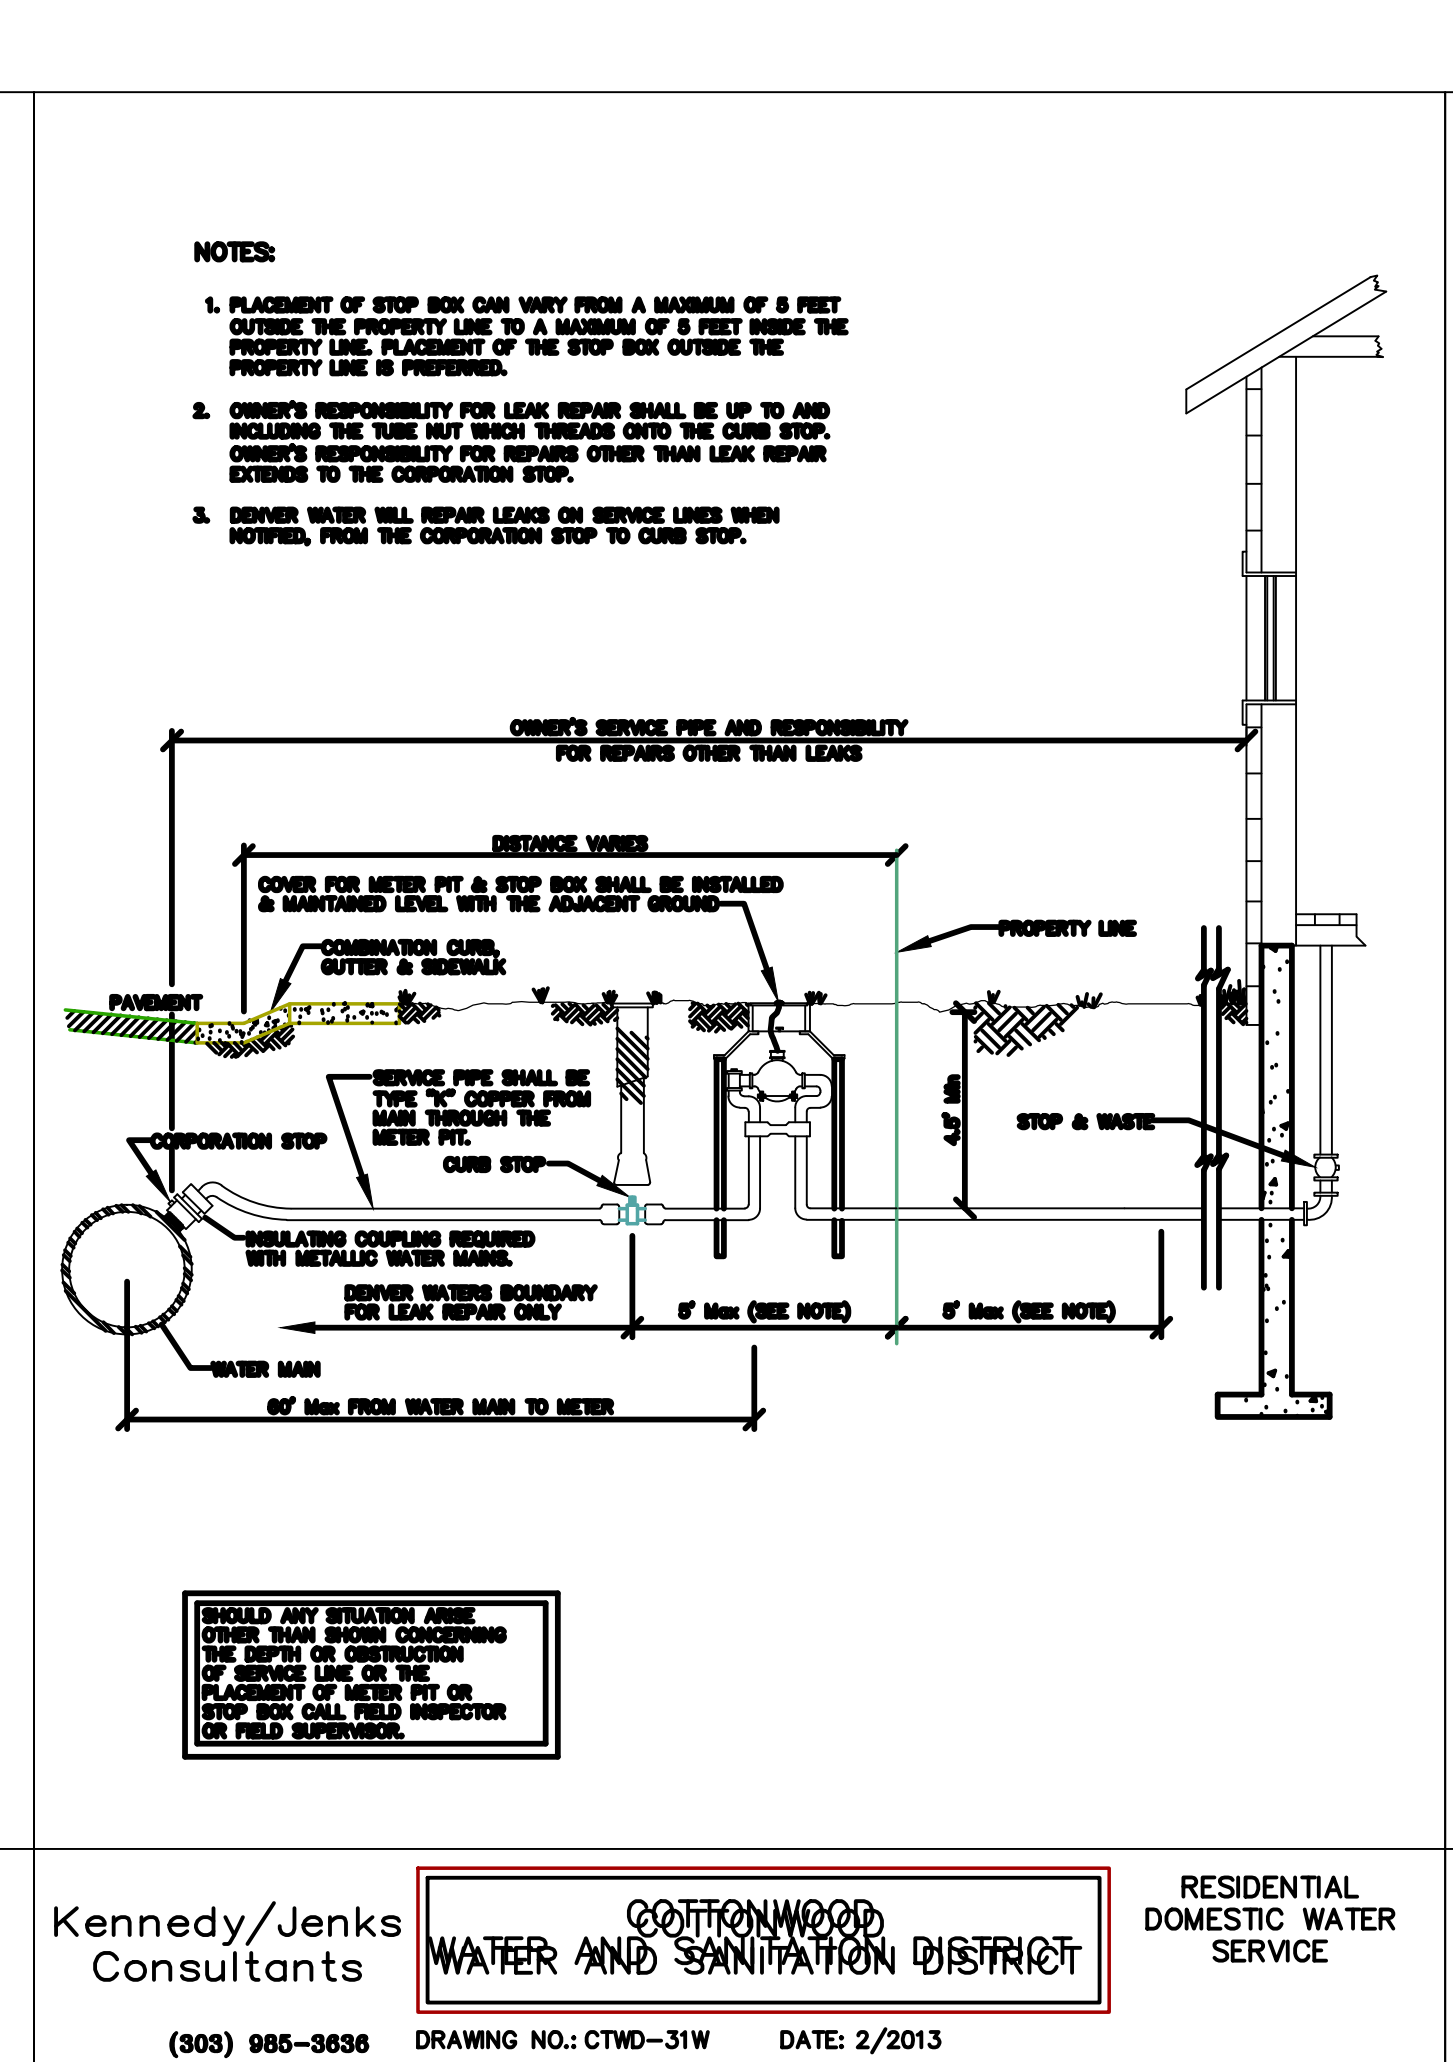 NOTES:
1. PLACEMENT OF STOP BOX CAN VARY FROM A MAXIMUM OF 5 FEET
OUTSIDE THE PROPERTY LINE TO A MAXIMUM OF 5 FEET INSIDE THE
PROPERTY LINE. PLACEMENT OF THE STOP BOX OUTSIDE THE
PROPERTY LINE IS PREFERRED.
2. OWNER'S RESPONSIBILITY FOR LEAK REPAIR SHALL BE UP TO AND
INCLUDING THE TUBE NUT WHICH THREADS ONTO THE CURB STOP.
OWNER'S RESPONSIBILITY FOR REPAIRS OTHER THAN LEAK REPAIR
EXTENDS TO THE CORPORATION STOP.
3. DENVER WATER WILL REPAIR LEAKS ON SERVICE LINES WHEN
NOTIFIED, FROM THE CORPORATION STOP TO CURB STOP.
OWNER'S SERVICE PIPE AND RESPONSIBILITY
FOR REPAIRS OTHER THAN LEAKS
DISTANCE VARIES
COVER FOR METER PIT & STOP BOX SHALL BE INSTALLED
& MAINTAINED LEVEL WITH THE ADJACENT GROUND
PROPERTY LINE
COMBINATION CURB,
GUTTER & SIDEWALK
PAVEMENT
SERVICE PIPE SHALL BE
TYPE "K" COPPER FROM
MAIN THROUGH THE
METER PIT.
4.5' Min
STOP & WASTE
CORPORATION STOP
CURB STOP
INSULATING COUPLING REQUIRED
WITH METALLIC WATER MAINS.
DENVER WATERS BOUNDARY
FOR LEAK REPAIR ONLY
5' Max (SEE NOTE)
5' Max (SEE NOTE)
WATER MAIN
60' Max FROM WATER MAIN TO METER
SHOULD ANY SITUATION ARISE
OTHER THAN SHOWN CONCERNING
THE DEPTH OR OBSTRUCTION
OF SERVICE LINE OR THE
PLACEMENT OF METER PIT OR
STOP BOX CALL FIELD INSPECTOR
OR FIELD SUPERVISOR.
Kennedy/Jenks
Consultants
(303) 985-3636
COTTONWOOD
WATER AND SANITATION DISTRICT
COTTONWOOD
WATER AND SANITATION DISTRICT
DRAWING NO.: CTWD-31W DATE: 2/2013
RESIDENTIAL
DOMESTIC WATER
SERVICE